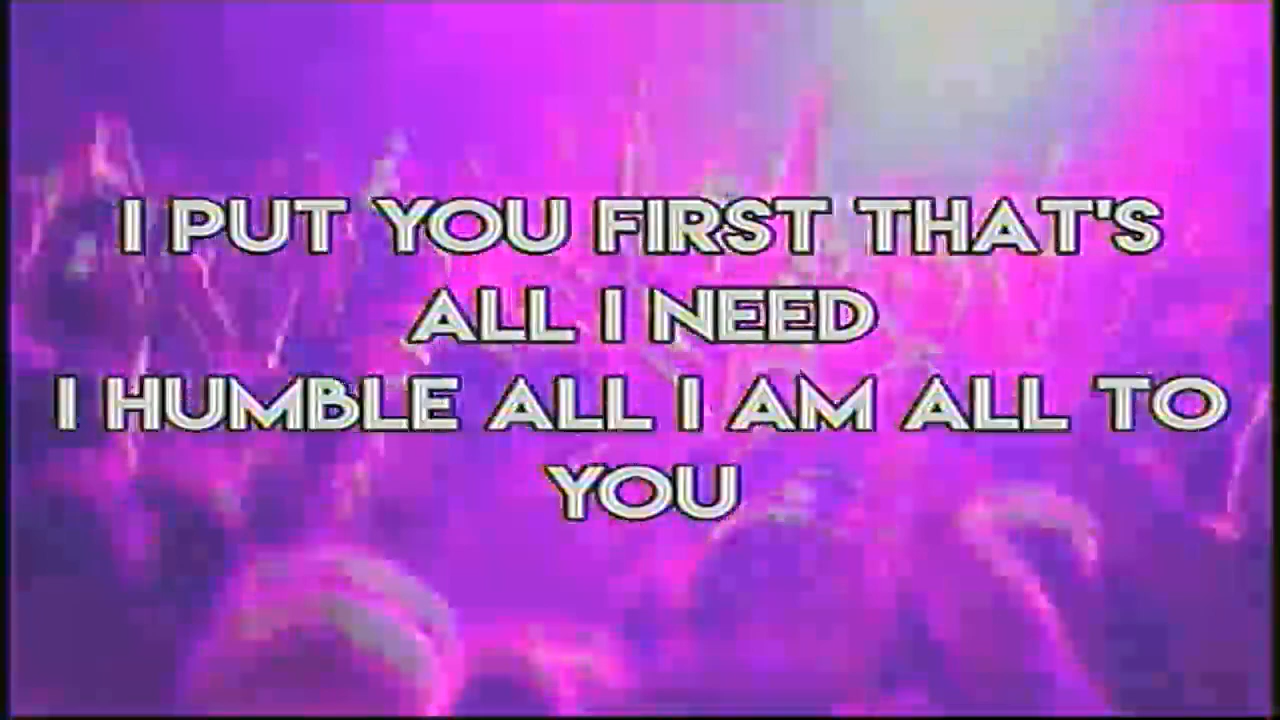 I PUT YOU FIRST THAT'S
ALL I NEED
I HUMBLE ALL I AM ALL TO
YOU